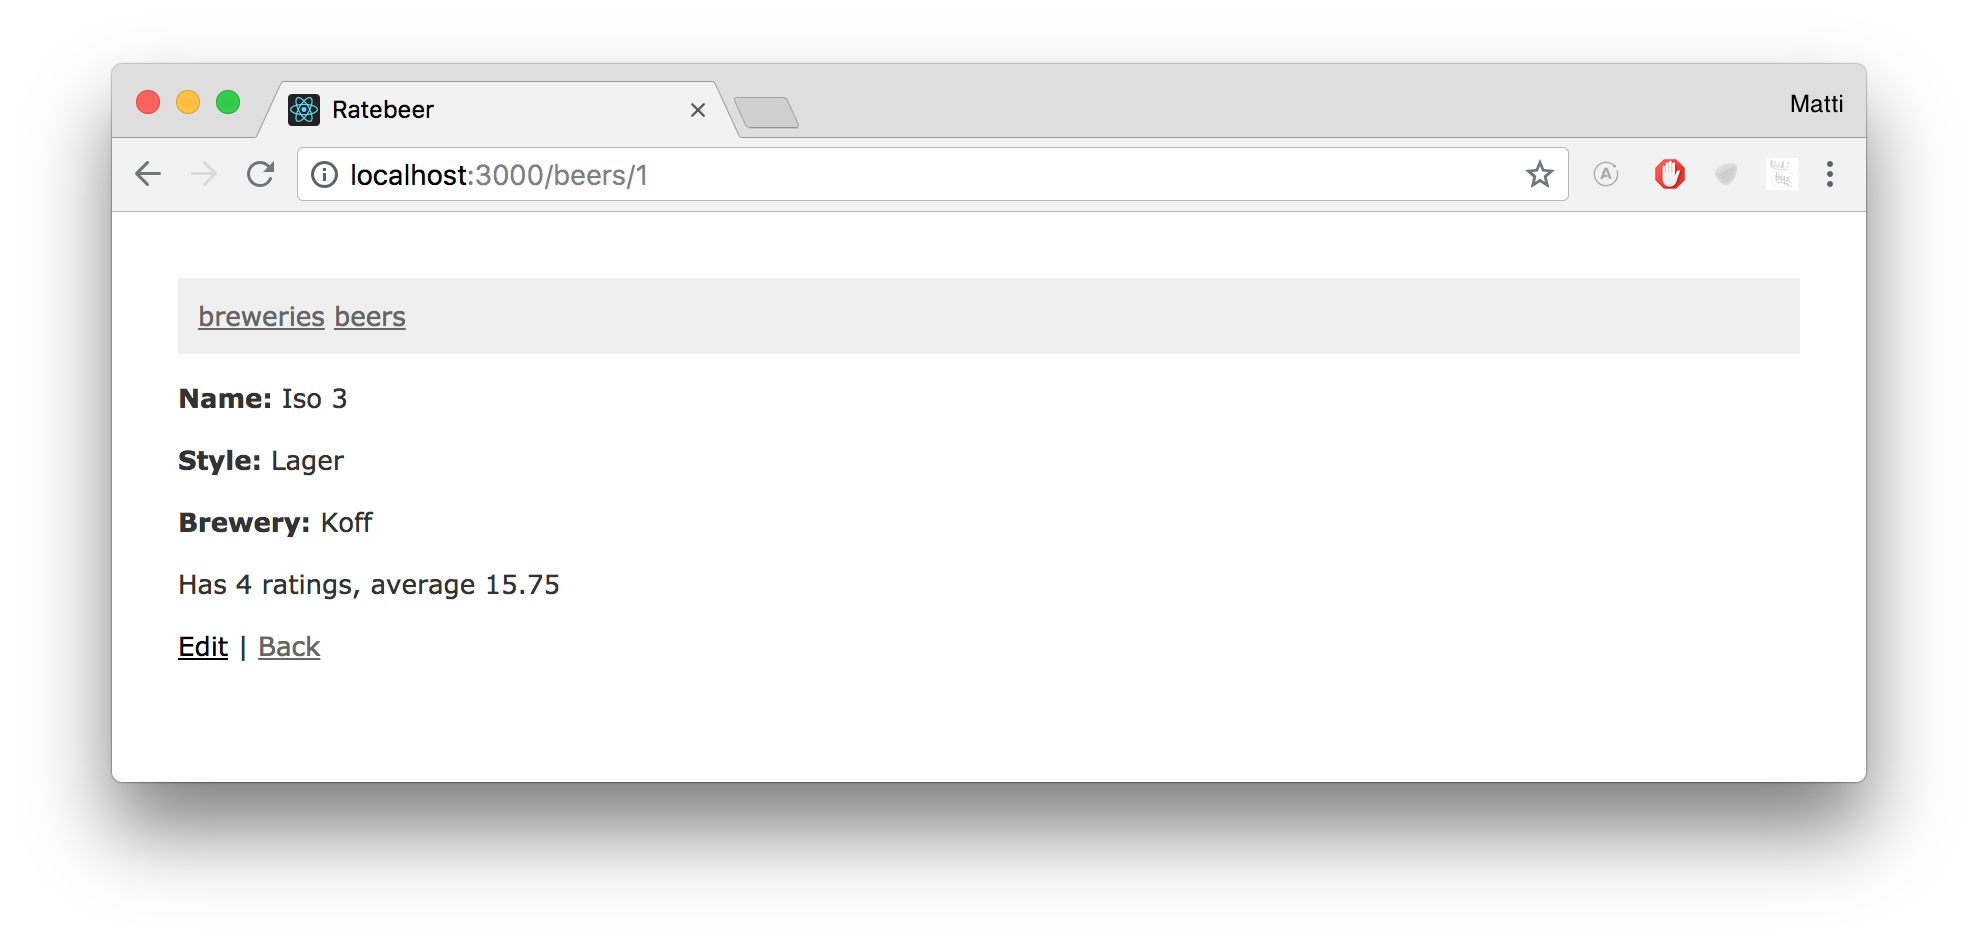 Ratebeer
Matti
localhost:3000/beers/1
breweries beers
Name: Iso 3
Style: Lager
Brewery: Koff
Has 4 ratings, average 15.75
Edit | Back